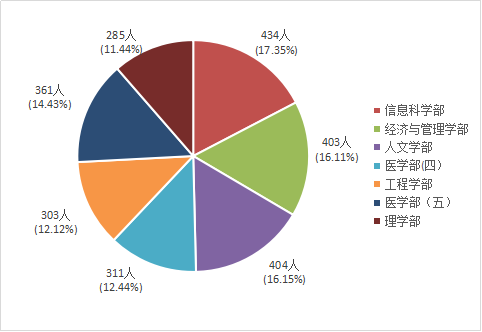 285人
(11.44%)
434人
(17.35%)
361人
(14.43%)
403人
(16.11%)
303人
(12.12%)
311人
(12.44%)
404人
(16.15%)
信息科学部
经济与管理学部
人文学部
医学部(四）
工程学部
医学部（五）
理学部